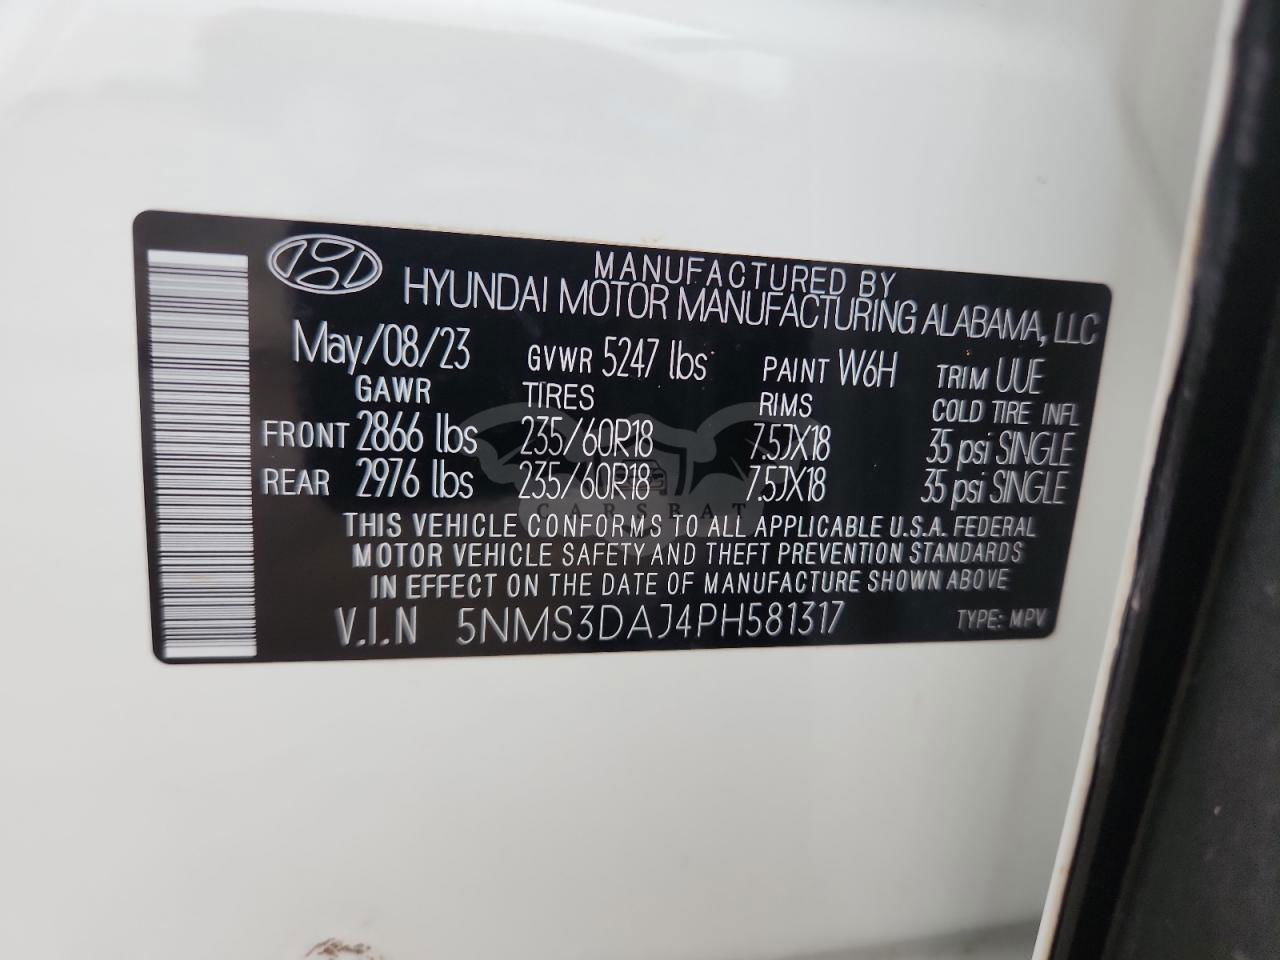 MANUFACTURED BY
HYUNDAI MOTOR MANUFACTURING ALABAMA, LLC
May/08/23 GVWR 5247 lbs PAINT W6H TRIM UUE
GAWR TIRES RIMS COLD TIRE INFL
FRONT 2866 lbs 235/60R18 7.5JX18 35 psi SINGLE
REAR 2976 lbs 235/60R18 7.5JX18 35 psi SINGLE
CARSBAT
THIS VEHICLE CONFORMS TO ALL APPLICABLE U.S.A. FEDERAL
MOTOR VEHICLE SAFETY AND THEFT PREVENTION STANDARDS
IN EFFECT ON THE DATE OF MANUFACTURE SHOWN ABOVE
V.I.N 5NMS3DAJ4PH581317 TYPE: MPV